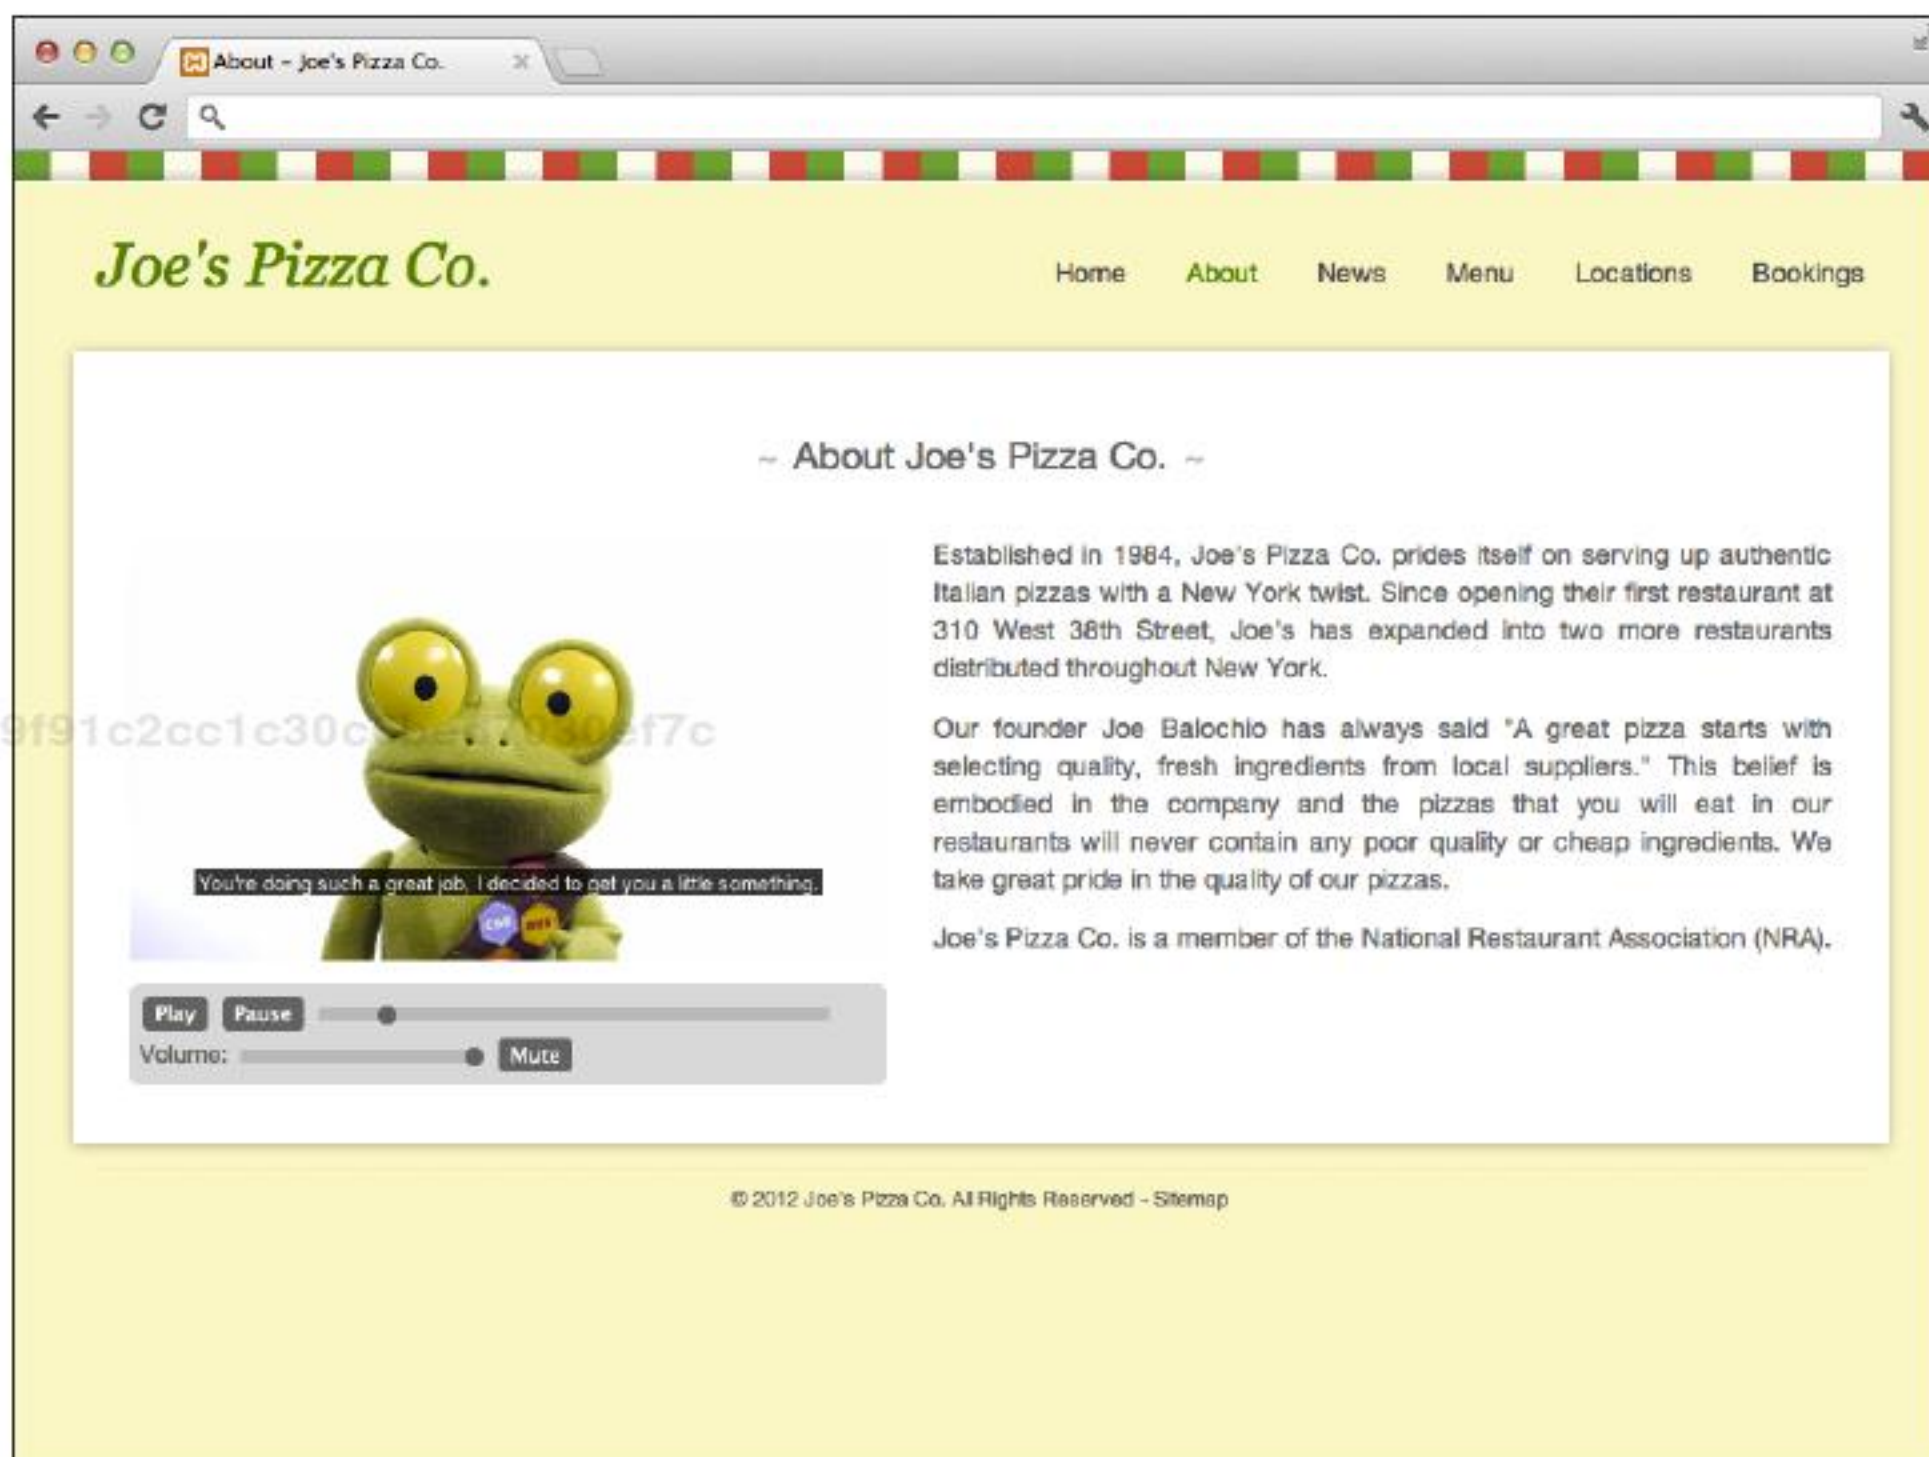 About ~ Joe's Pizza Co.
Joe's Pizza Co.
Home About News Menu Locations Bookings
~ About Joe's Pizza Co. ~
Established in 1984, Joe's Pizza Co. prides itself on serving up authentic
Italian pizzas with a New York twist. Since opening their first restaurant at
310 West 38th Street, Joe's has expanded into two more restaurants
distributed throughout New York.
Our founder Joe Balochio has always said "A great pizza starts with
selecting quality, fresh ingredients from local suppliers." This belief is
embodied in the company and the pizzas that you will eat in our
restaurants will never contain any poor quality or cheap ingredients. We
take great pride in the quality of our pizzas.
Joe's Pizza Co. is a member of the National Restaurant Association (NRA).
You're doing such a great job, I decided to get you a little something.
Play Pause
Volume: Mute
© 2012 Joe's Pizza Co. All Rights Reserved - Sitemap